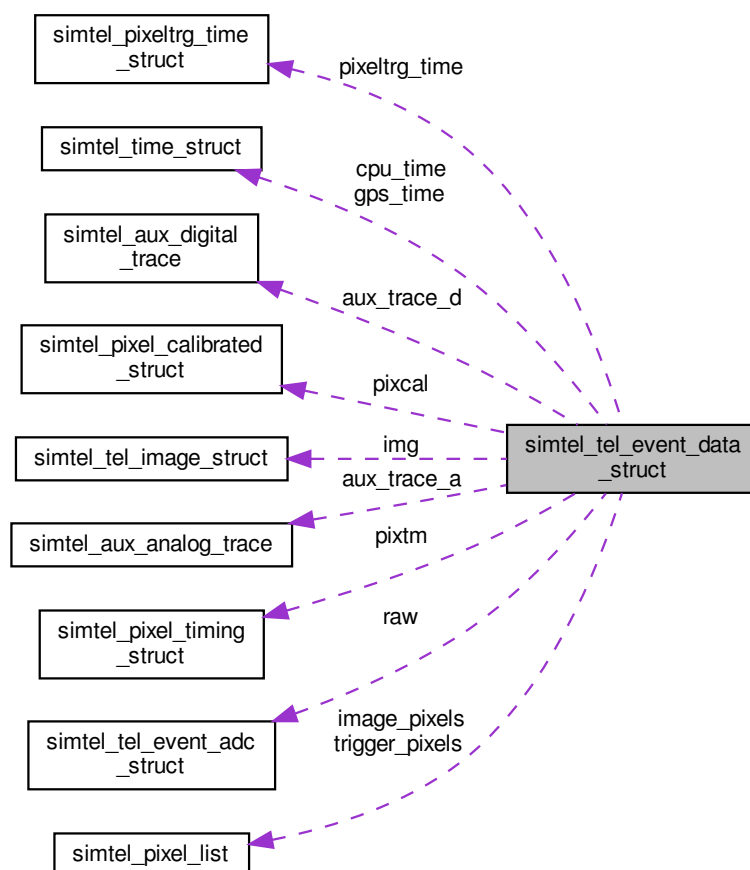 simtel_pixeltrg_time
_struct
pixeltrg_time
simtel_time_struct
cpu_time
gps_time
simtel_aux_digital
_trace
aux_trace_d
simtel_pixel_calibrated
_struct
pixcal
simtel_tel_event_data
_struct
simtel_tel_image_struct
img
aux_trace_a
simtel_aux_analog_trace
pixtm
simtel_pixel_timing
_struct
raw
simtel_tel_event_adc
_struct
image_pixels
trigger_pixels
simtel_pixel_list